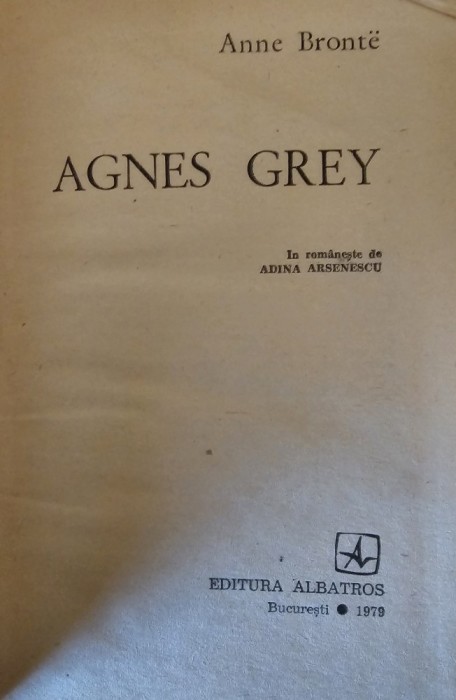 Anne Brontë
AGNES GREY
In românește de
ADINA ARSENESCU
EDITURA ALBATROS
București ● 1979